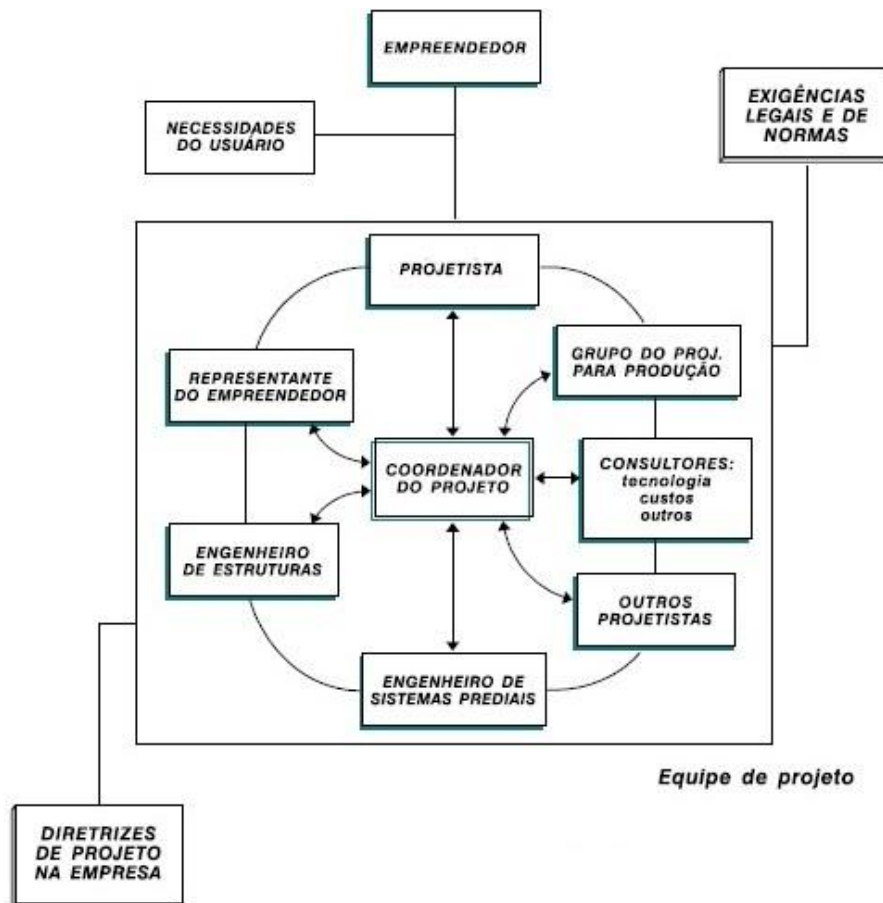 EMPREENDEDOR
NECESSIDADES
DO USUÁRIO
EXIGÊNCIAS
LEGAIS E DE
NORMAS
PROJETISTA
REPRESENTANTE
DO EMPREENDEDOR
GRUPO DO PROJ.
PARA PRODUÇÃO
COORDENADOR
DO PROJETO
CONSULTORES:
tecnologia
custos
outros
ENGENHEIRO
DE ESTRUTURAS
OUTROS
PROJETISTAS
ENGENHEIRO DE
SISTEMAS PREDIAIS
Equipe de projeto
DIRETRIZES
DE PROJETO
NA EMPRESA